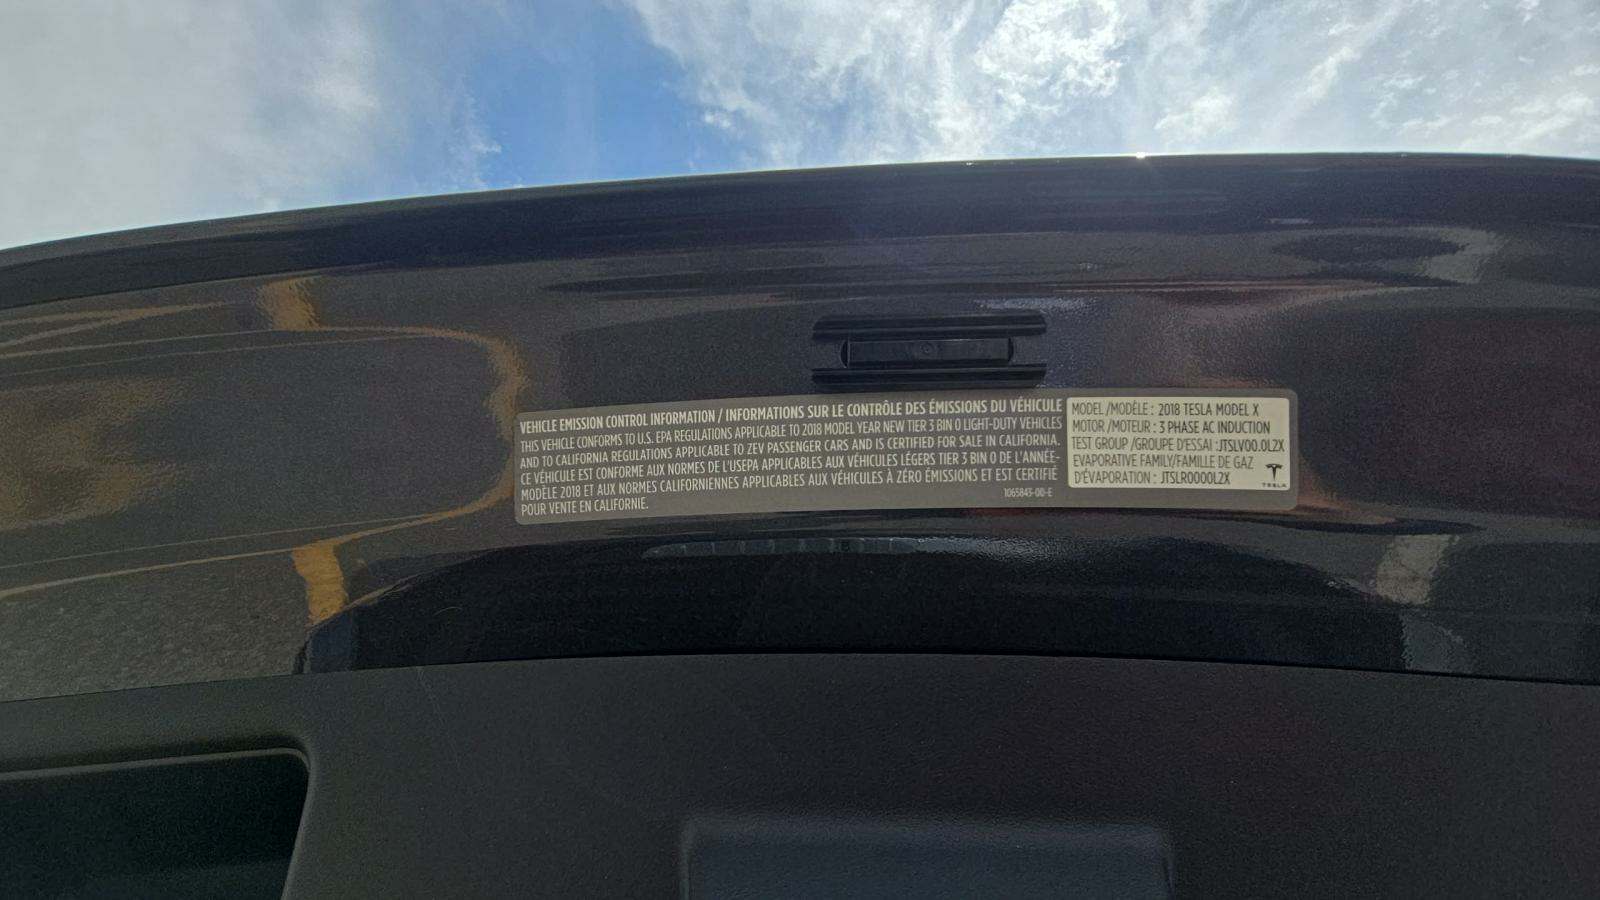 VEHICLE EMISSION CONTROL INFORMATION / INFORMATIONS SUR LE CONTRÔLE DES ÉMISSIONS DU VÉHICULE
THIS VEHICLE CONFORMS TO U.S. EPA REGULATIONS APPLICABLE TO 2018 MODEL YEAR NEW TIER 3 BIN 0 LIGHT-DUTY VEHICLES
AND TO CALIFORNIA REGULATIONS APPLICABLE TO ZEV PASSENGER CARS AND IS CERTIFIED FOR SALE IN CALIFORNIA.
CE VÉHICULE EST CONFORME AUX NORMES DE L'USEPA APPLICABLES AUX VÉHICULES LÉGERS TIER 3 BIN 0 DE L'ANNÉE-
MODÈLE 2018 ET AUX NORMES CALIFORNIENNES APPLICABLES AUX VÉHICULES À ZÉRO ÉMISSIONS ET EST CERTIFIÉ
POUR VENTE EN CALIFORNIE.
1065843-00-E
MODEL /MODÈLE : 2018 TESLA MODEL X
MOTOR /MOTEUR : 3 PHASE AC INDUCTION
TEST GROUP /GROUPE D'ESSAI :JTSLV00.0L2X
EVAPORATIVE FAMILY/FAMILLE DE GAZ
D'ÉVAPORATION : JTSLR0000L2X
TESLA